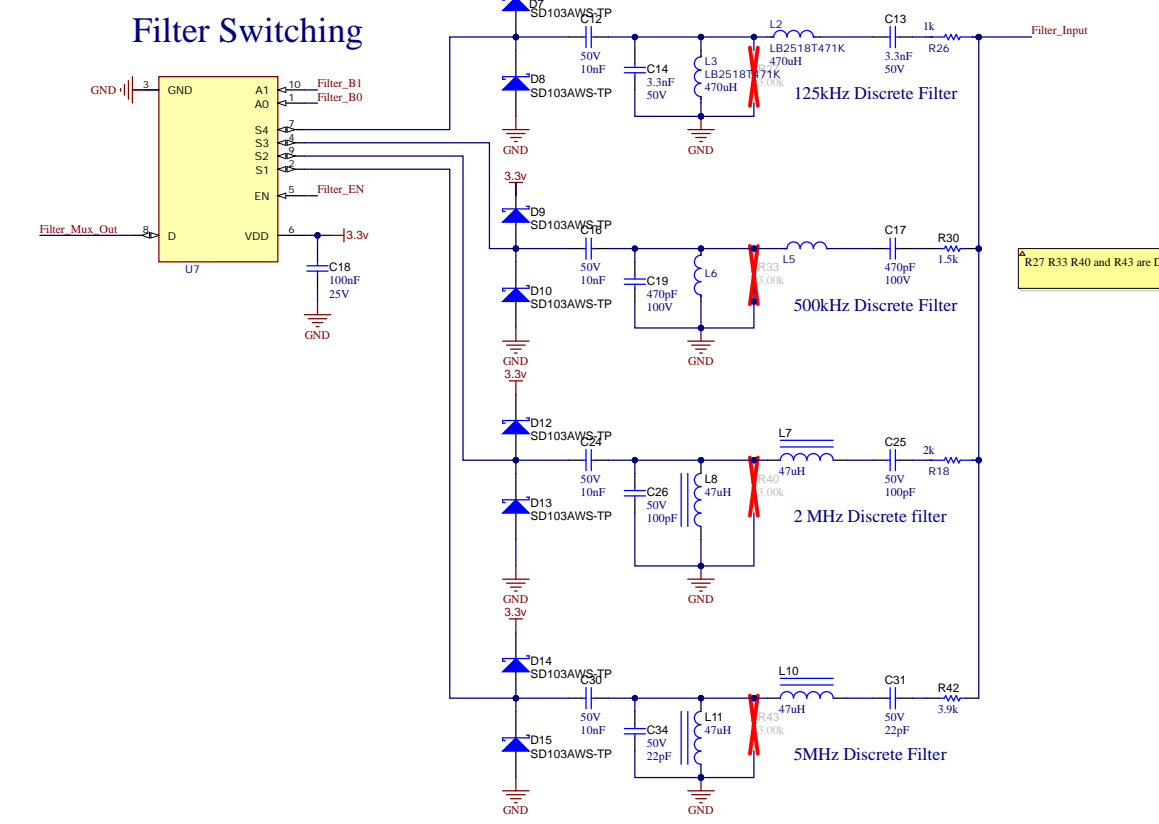 Filter Switching
GND
3
GND
A1
10
Filter_B1
A0
1
Filter_B0
S4
7
S3
4
S2
9
S1
2
EN
5
Filter_EN
Filter_Mux_Out
8
D
VDD
6
3.3v
U7
C18
100nF
25V
GND
D7
SD103AWS-TP
C12
50V
10nF
D8
SD103AWS-TP
GND
C14
3.3nF
50V
L3
LB2518T471K
470uH
3.00k
L2
LB2518T471K
470uH
C13
3.3nF
50V
1k
R26
Filter_Input
125kHz Discrete Filter
GND
3.3v
D9
SD103AWS-TP
C16
50V
10nF
D10
SD103AWS-TP
GND
C19
470pF
100V
L6
R33
3.00k
L5
C17
470pF
100V
R30
1.5k
500kHz Discrete Filter
GND
R27 R33 R40 and R43 are D
3.3v
D12
SD103AWS-TP
C24
50V
10nF
D13
SD103AWS-TP
GND
C26
50V
100pF
L8
47uH
R40
3.00k
L7
47uH
C25
50V
100pF
2k
R18
2 MHz Discrete filter
GND
3.3v
D14
SD103AWS-TP
C30
50V
10nF
D15
SD103AWS-TP
GND
C34
50V
22pF
L11
47uH
R43
3.00k
L10
47uH
C31
50V
22pF
R42
3.9k
5MHz Discrete Filter
GND